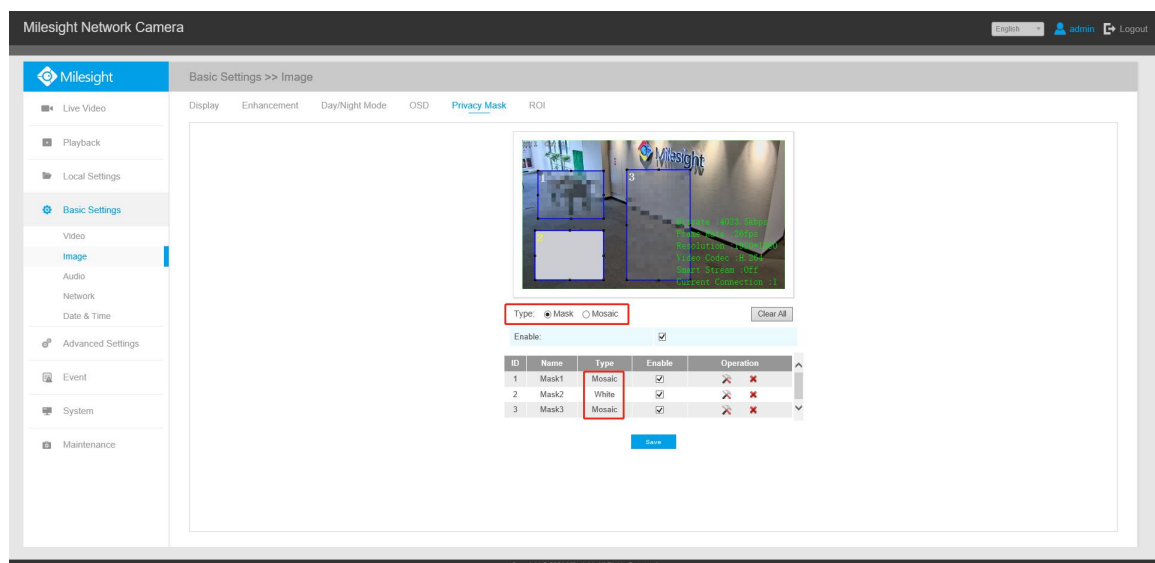 Milesight Network Camera
English admin Logout
Milesight
Basic Settings >> Image
Live Video
Playback
Local Settings
Basic Settings
Video
Image
Audio
Network
Date & Time
Advanced Settings
Event
System
Maintenance
Display Enhancement Day/Night Mode OSD Privacy Mask ROI
Milesight
1
3
2
Resolution
Video Codec :H.264
Smart Stream :Off
Current Connection :1
Type: Mask Mosaic Clear All
Enable:
ID Name Type Enable Operation
1 Mask1 Mosaic
2 Mask2 White
3 Mask3 Mosaic
Save